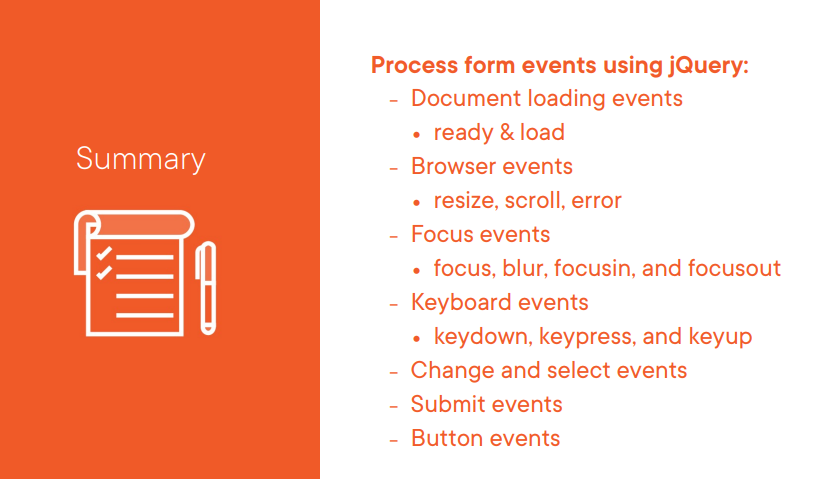 Summary
Process form events using jQuery:
- Document loading events
• ready & load
- Browser events
• resize, scroll, error
- Focus events
• focus, blur, focusin, and focusout
- Keyboard events
• keydown, keypress, and keyup
- Change and select events
- Submit events
- Button events